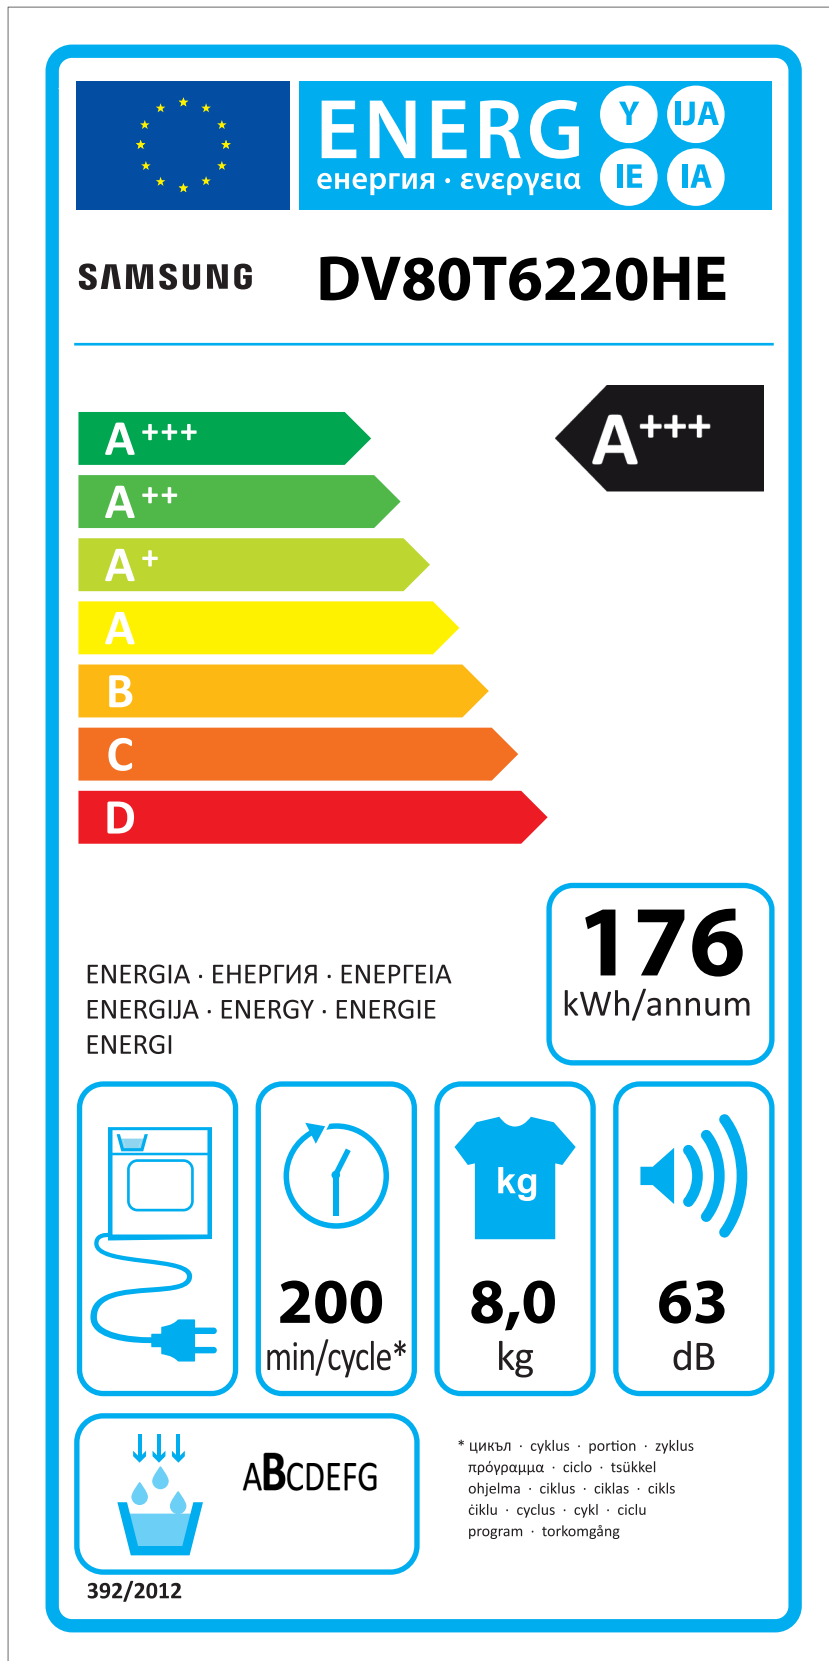 ENERG Y IJA
енергия · ενεργεια IE IA
SAMSUNG DV80T6220HE
A+++ A+++
A++
A+
A
B
C
D
176
kWh/annum
ENERGIA · ЕНЕРГИЯ · ΕΝΕΡΓΕΙΑ
ENERGIJA · ENERGY · ENERGIE
ENERGI
kg
200 8,0 63
min/cycle* kg dB
ABCDEFG
* цикъл · cyklus · portion · zyklus
πρόγραμμα · ciclo · tsükkel
ohjelma · ciklus · ciklas · cikls
ċiklu · cyclus · cykl · ciclu
program · torkomgång
392/2012